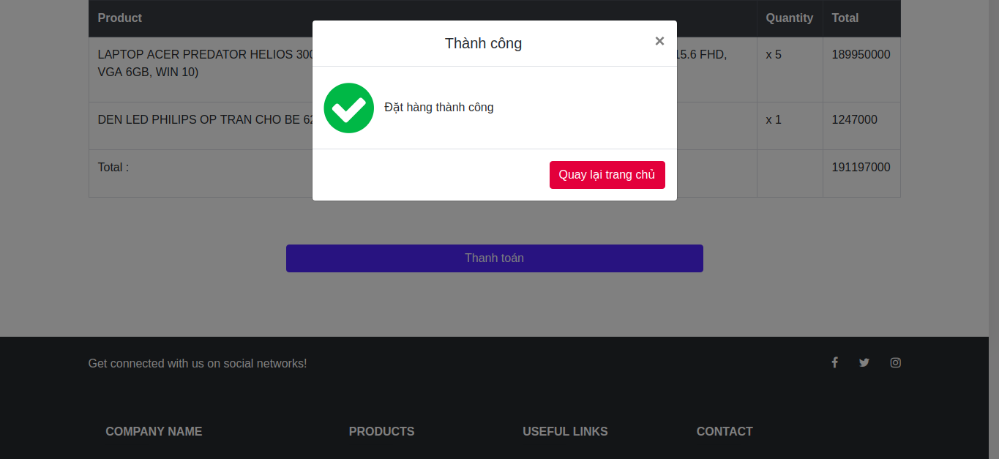 Product Quantity Total
Thành công ×
LAPTOP ACER PREDATOR HELIOS 300 15.6 FHD, x 5 189950000
VGA 6GB, WIN 10)
Đặt hàng thành công
DEN LED PHILIPS OP TRAN CHO BE 62 x 1 1247000
Total : 191197000
Quay lại trang chủ
Thanh toán
Get connected with us on social networks!
COMPANY NAME PRODUCTS USEFUL LINKS CONTACT